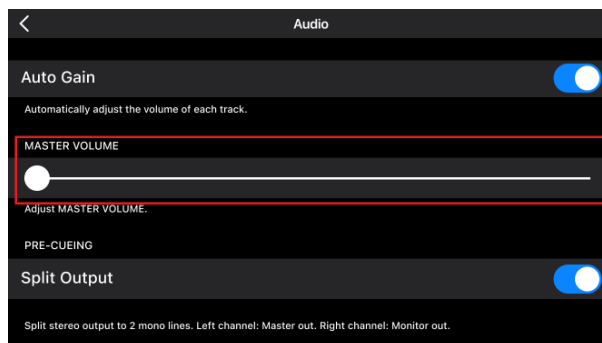 Audio
Auto Gain
Automatically adjust the volume of each track.
MASTER VOLUME
Adjust MASTER VOLUME.
PRE-CUEING
Split Output
Split stereo output to 2 mono lines. Left channel: Master out. Right channel: Monitor out.